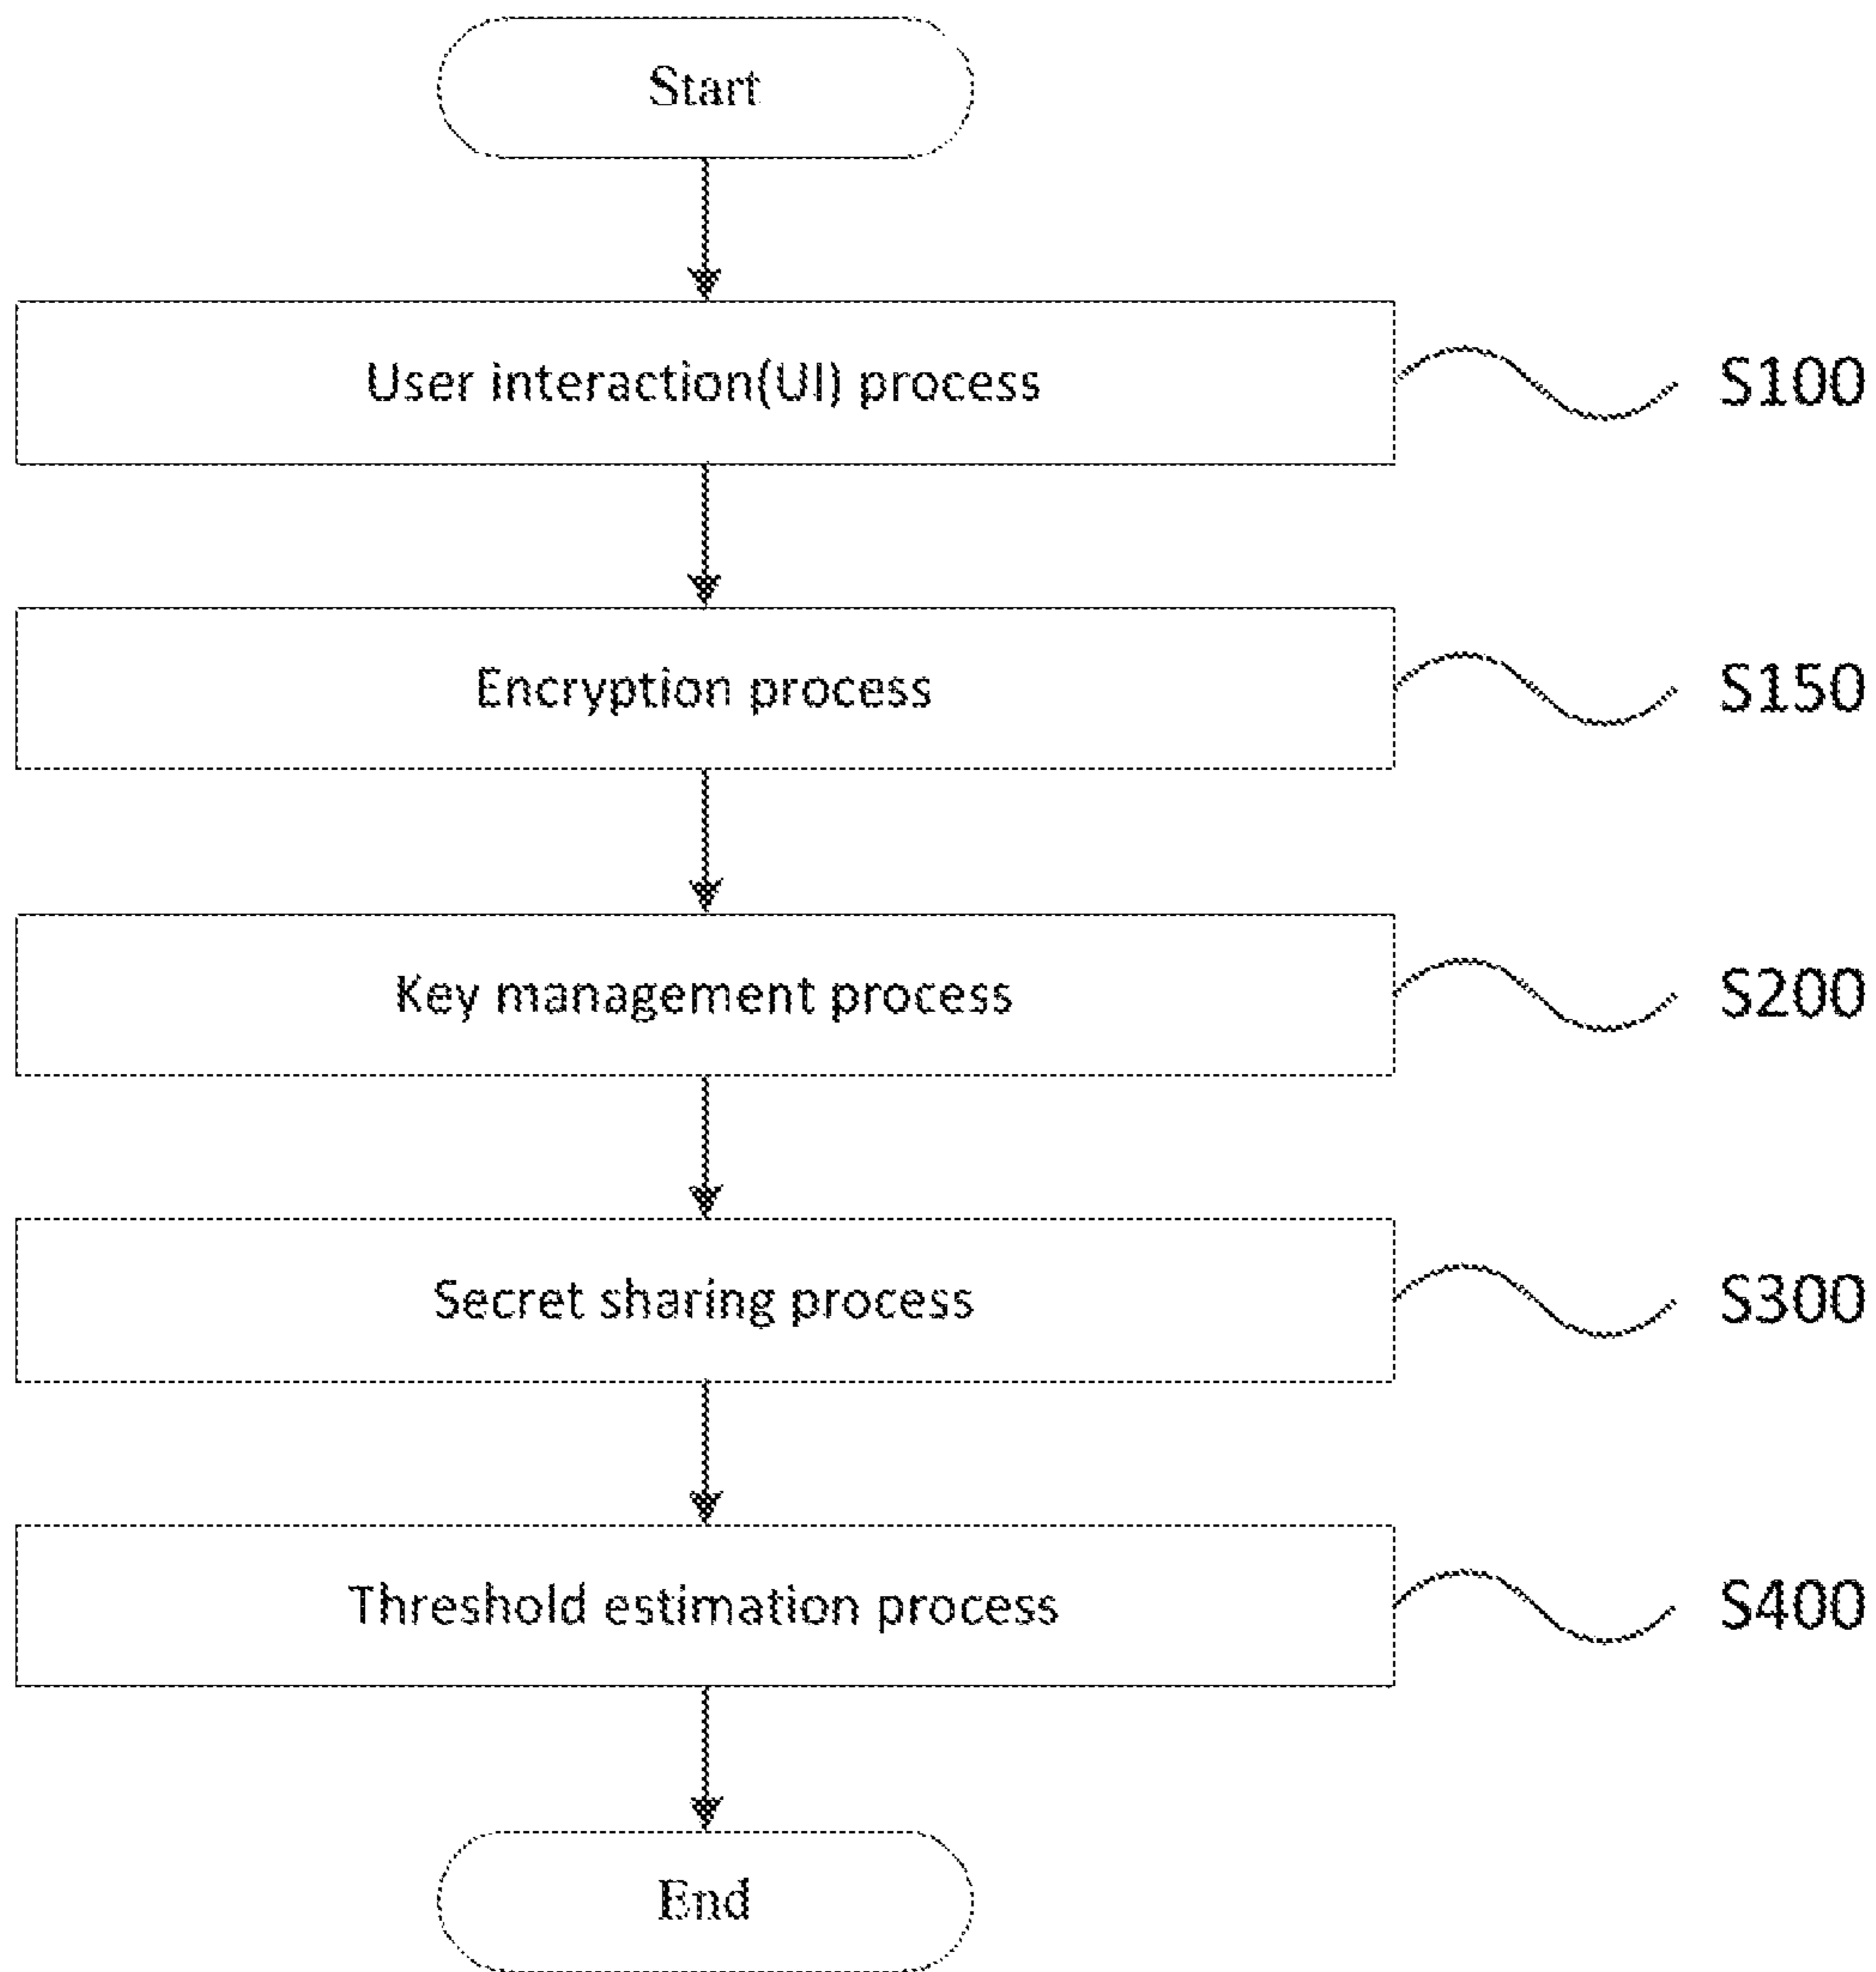 Start
User interaction(UI) process
S100
Encryption process
S150
Key management process
S200
Secret sharing process
S300
Threshold estimation process
S400
End